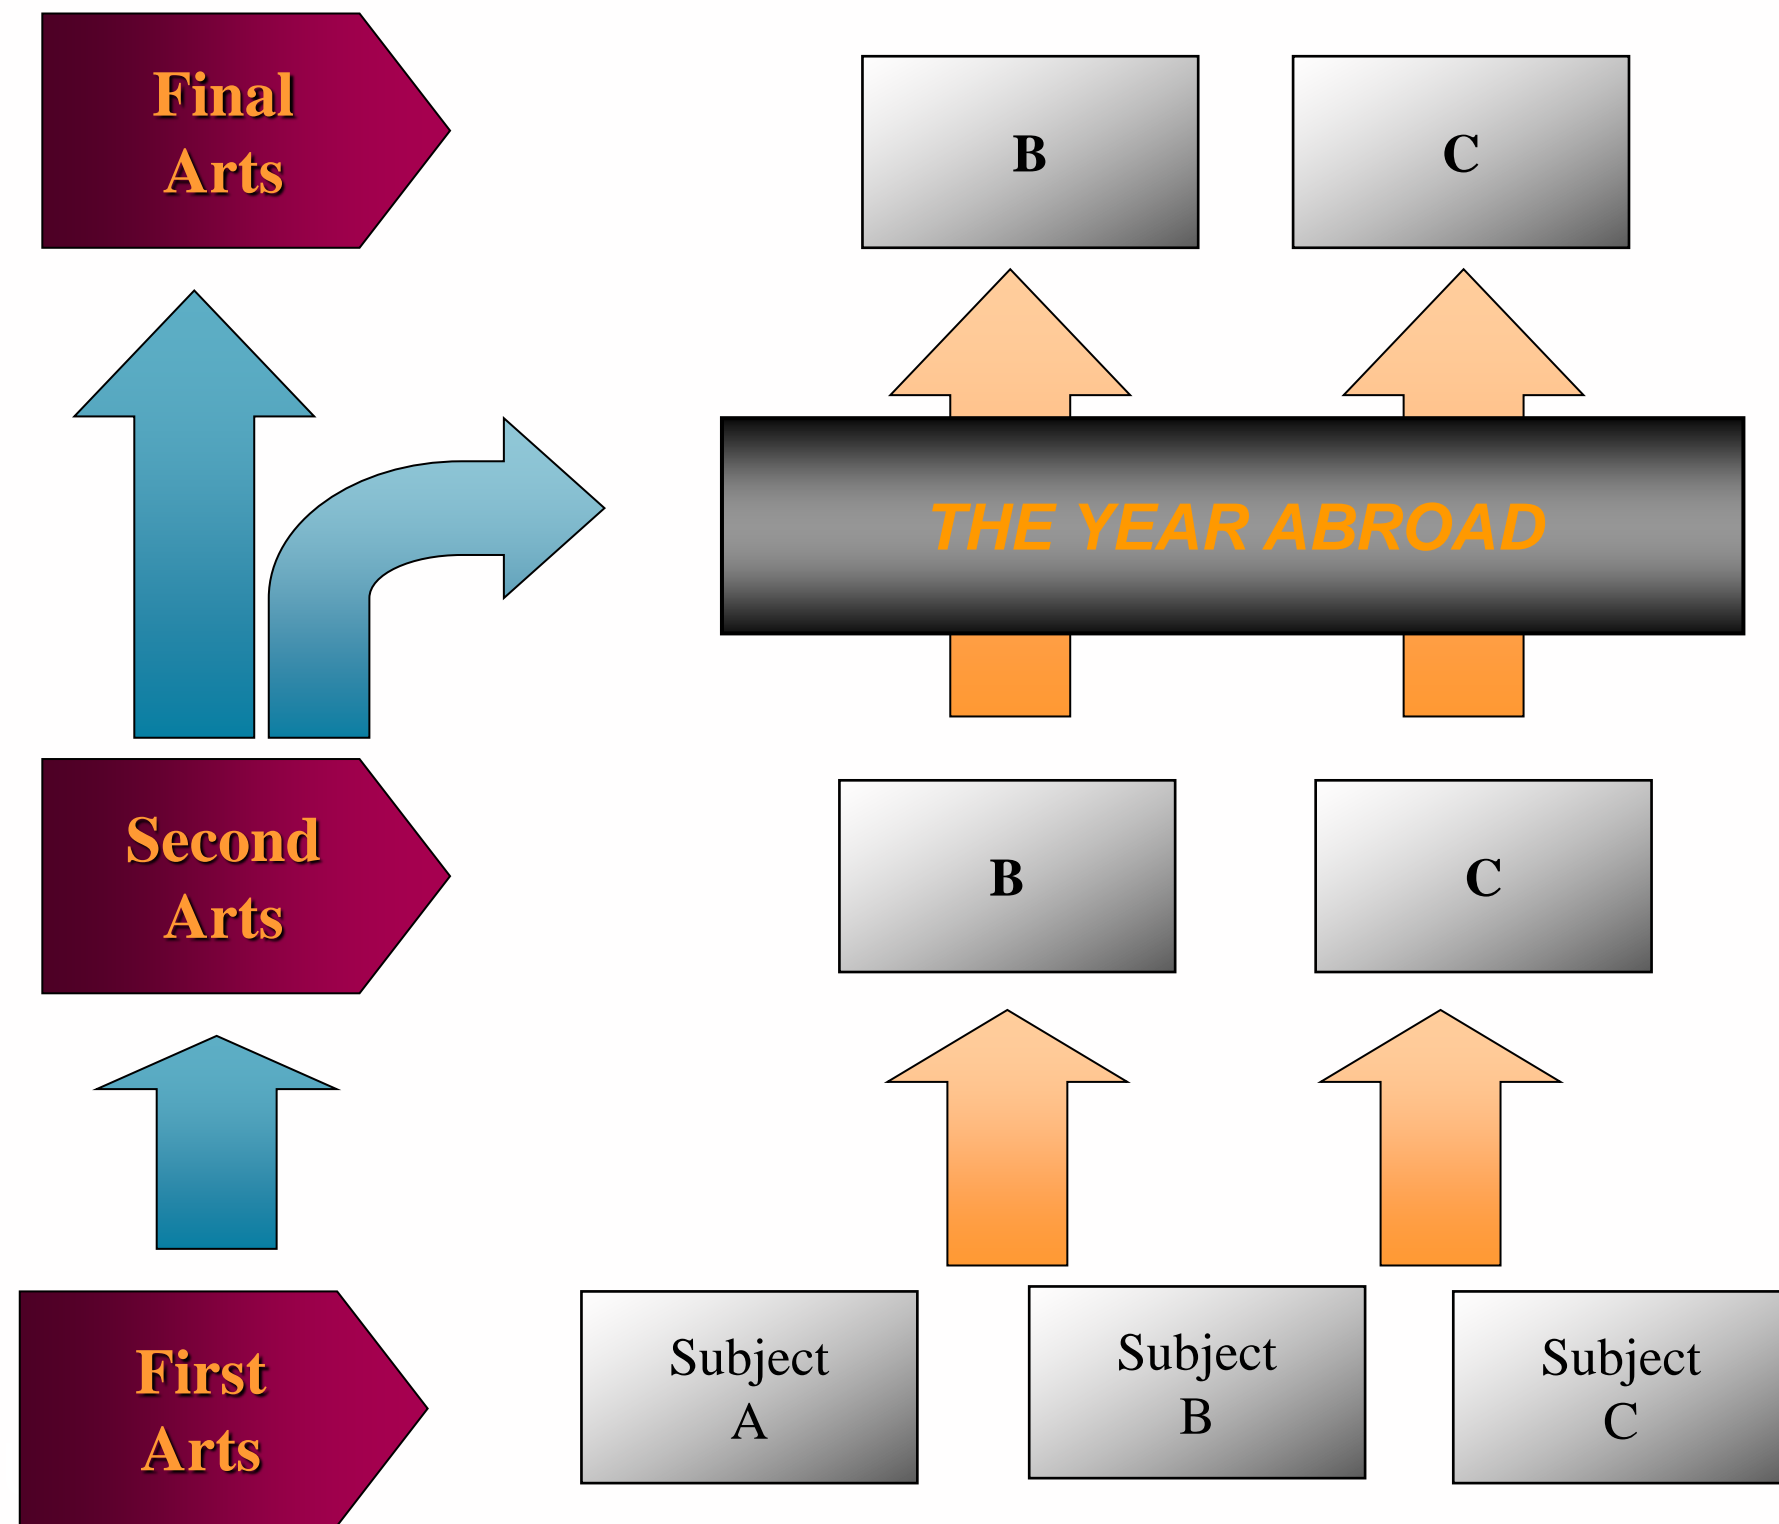 Final
Arts
B
C
THE YEAR ABROAD
Second
Arts
B
C
First
Arts
Subject
A
Subject
B
Subject
C